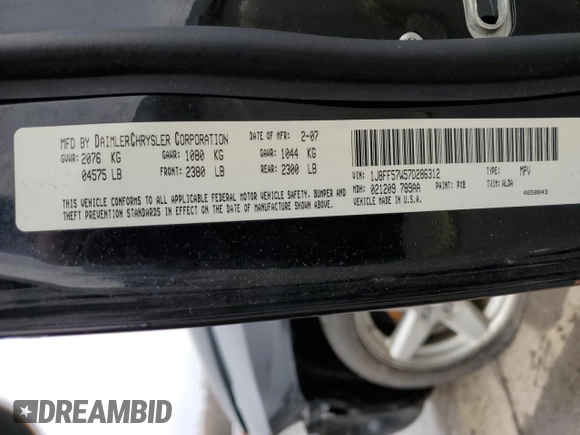 MFD BY DAIMLERCHRYSLER CORPORATION DATE OF MFR: 2-07
GVWR: 2076 KG GAWR: 1080 KG GAWR: 1044 KG
04575 LB FRONT: 2380 LB REAR: 2300 LB
THIS VEHICLE CONFORMS TO ALL APPLICABLE FEDERAL MOTOR VEHICLE SAFETY, BUMPER AND
THEFT PREVENTION STANDARDS IN EFFECT ON THE DATE OF MANUFACTURE SHOWN ABOVE.
VIN: 1J8FF57W57D286312 TYPE: MPV
MDH: 021209 789AA PAINT: PIB TRIM: ALDA
VEHICLE MADE IN U.S.A. 4658043
DREAMBID